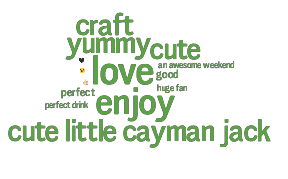 craft
yummy cute
love an awesome weekend
good
perfect huge fan
perfect drink enjoy
cute little cayman jack